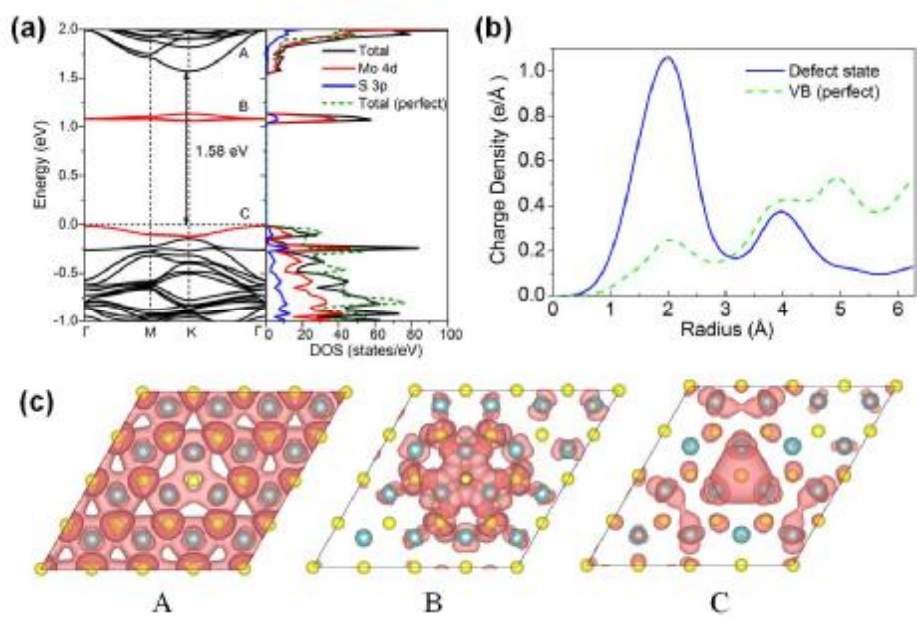 (a)
2.0
1.5
1.0
0.5
0.0
-0.5
-1.0
Energy (eV)
A
B
C
1.58 eV
Γ
M
K
Γ
Total
Mo 4d
S 3p
Total (perfect)
0
20
40
60
80
100
DOS (states/eV)
(b)
Charge Density (e/Å)
1.0
0.8
0.6
0.4
0.2
0.0
Defect state
VB (perfect)
0
1
2
3
4
5
6
Radius (Å)
(c)
A
B
C